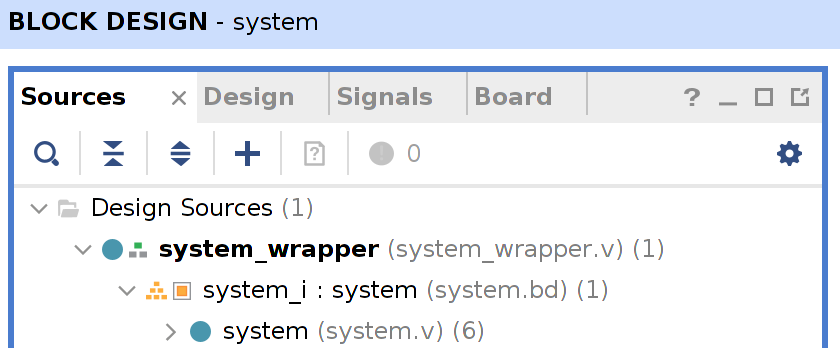 BLOCK DESIGN - system
Sources Design Signals Board ?
? 0
Design Sources (1)
system_wrapper (system_wrapper.v) (1)
system_i : system (system.bd) (1)
system (system.v) (6)